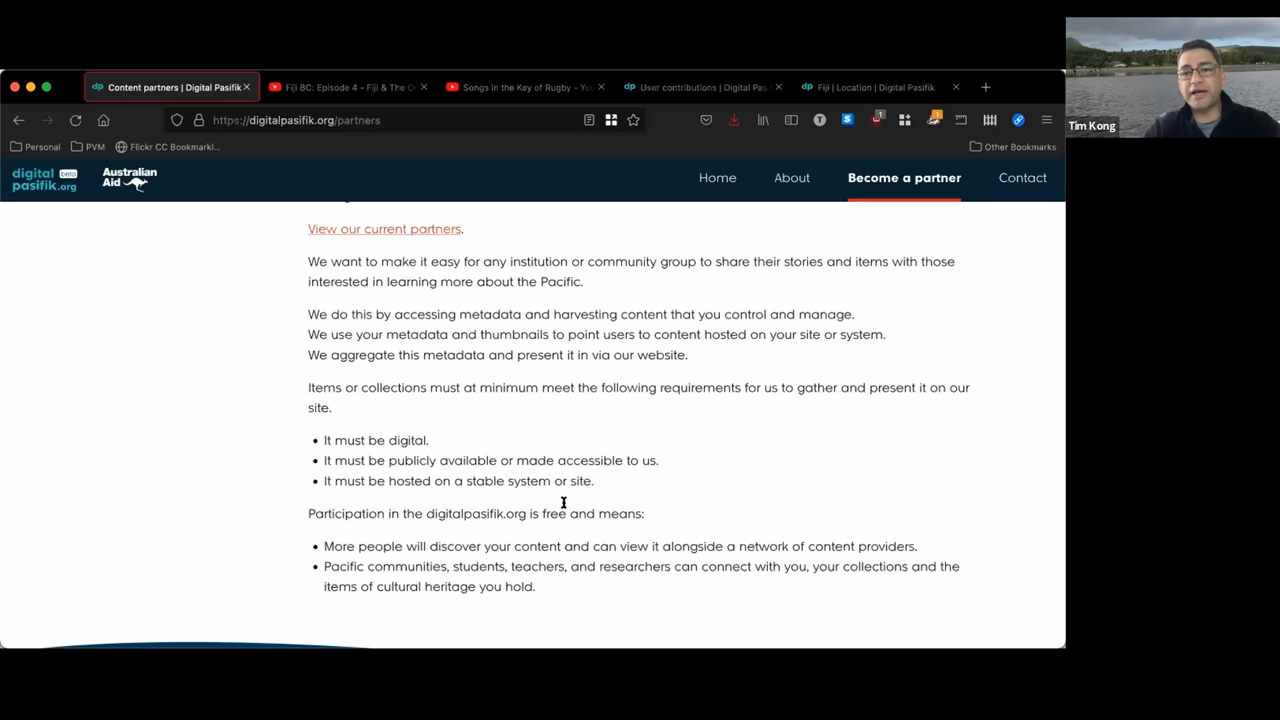 Content partners | Digital Pasifik
Fiji BC: Episode 4 - Fiji & The O
Songs in the Key of Rugby - You
User contributions | Digital Pas
Fiji | Location | Digital Pasifik
https://digitalpasifik.org/partners
Personal
PVM
Flickr CC Bookmarkl...
Other Bookmarks
digital beta
pasifik.org
Australian
Aid
Home
About
Become a partner
Contact
View our current partners.
We want to make it easy for any institution or community group to share their stories and items with those
interested in learning more about the Pacific.
We do this by accessing metadata and harvesting content that you control and manage.
We use your metadata and thumbnails to point users to content hosted on your site or system.
We aggregate this metadata and present it in via our website.
Items or collections must at minimum meet the following requirements for us to gather and present it on our
site.
• It must be digital.
• It must be publicly available or made accessible to us.
• It must be hosted on a stable system or site.
Participation in the digitalpasifik.org is free and means:
• More people will discover your content and can view it alongside a network of content providers.
• Pacific communities, students, teachers, and researchers can connect with you, your collections and the
items of cultural heritage you hold.
Tim Kong